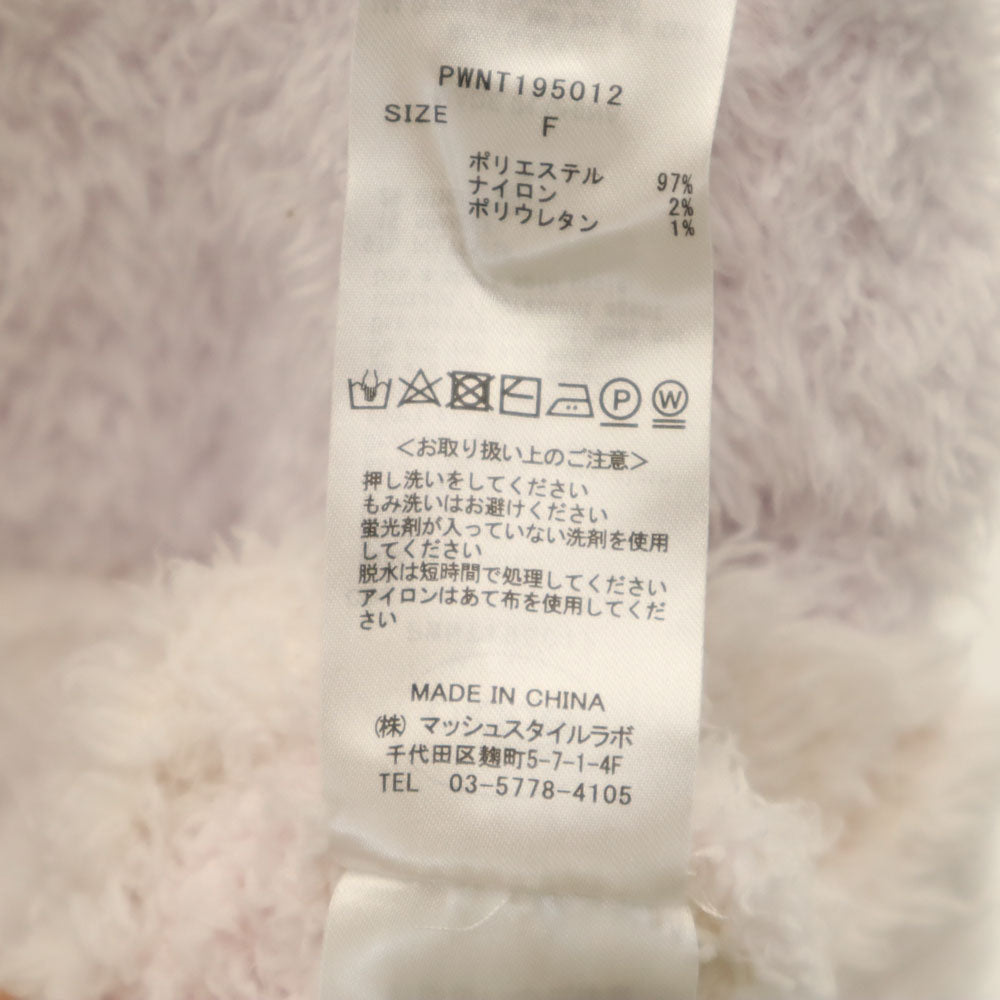 PWNT195012
SIZE F
ポリエステル 97%
ナイロン 2%
ポリウレタン 1%
P W
＜お取り扱い上のご注意＞
押し洗いをしてください
もみ洗いはお避けください
蛍光剤が入っていない洗剤を使用
してください
脱水は短時間で処理してください
アイロンはあて布を使用してくだ
さい
MADE IN CHINA
(株) マッシュスタイルラボ
千代田区麹町5-7-1-4F
TEL 03-5778-4105